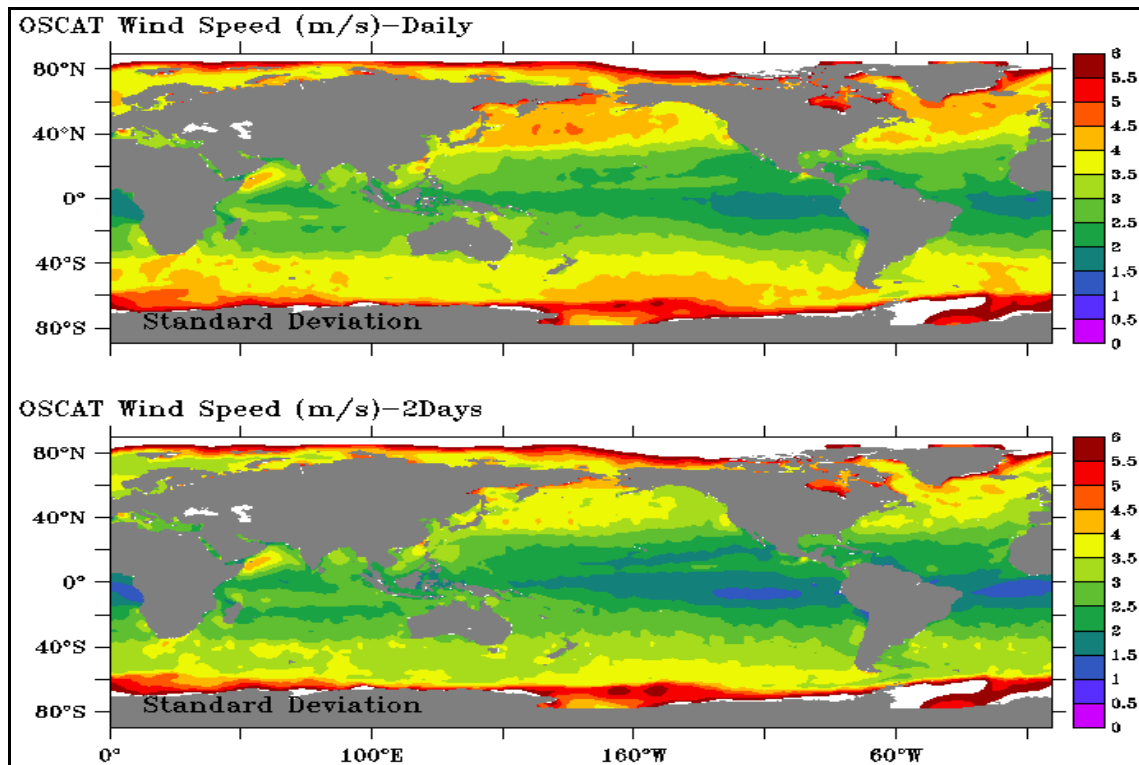 OSCAT Wind Speed (m/s)-Daily
80°N
40°N
0°
40°S
80°S
Standard Deviation
6
5.5
5
4.5
4
3.5
3
2.5
2
1.5
1
0.5
0
OSCAT Wind Speed (m/s)-2Days
80°N
40°N
0°
40°S
80°S
Standard Deviation
6
5.5
5
4.5
4
3.5
3
2.5
2
1.5
1
0.5
0
0° 100°E 160°W 60°W